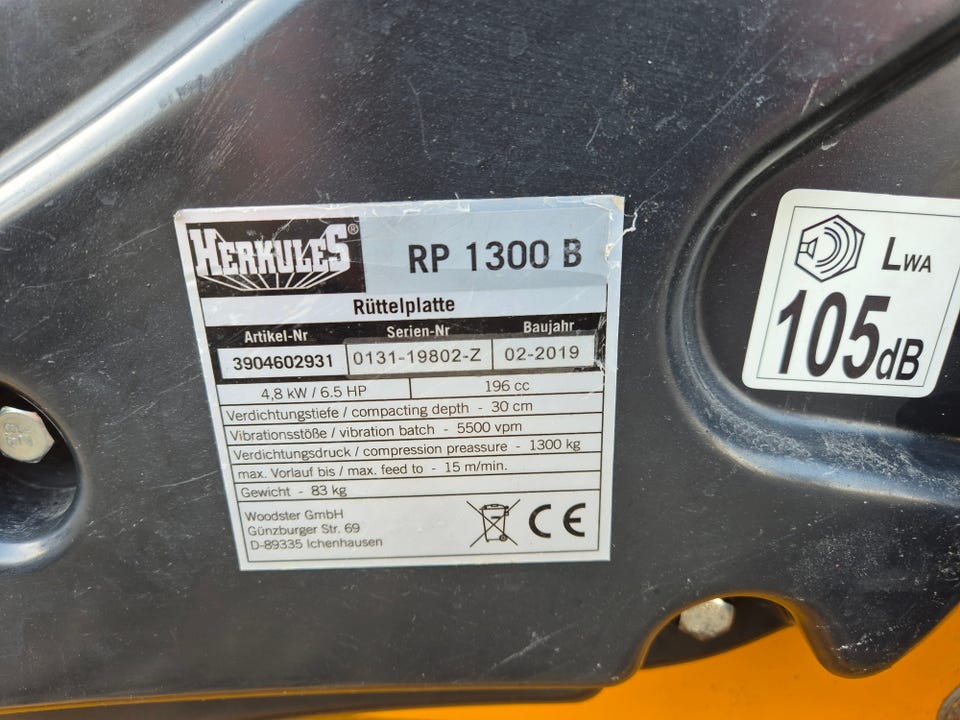 HERKULES®
RP 1300 B
Rüttelplatte
Artikel-Nr Serien-Nr Baujahr
3904602931 0131-19802-Z 02-2019
4,8 kW / 6.5 HP 196 cc
Verdichtungstiefe / compacting depth - 30 cm
Vibrationsstöße / vibration batch - 5500 vpm
Verdichtungsdruck / compression preassure - 1300 kg
max. Vorlauf bis / max. feed to - 15 m/min.
Gewicht - 83 kg
Woodster GmbH
Günzburger Str. 69
D-89335 Ichenhausen
CE
LWA
105dB